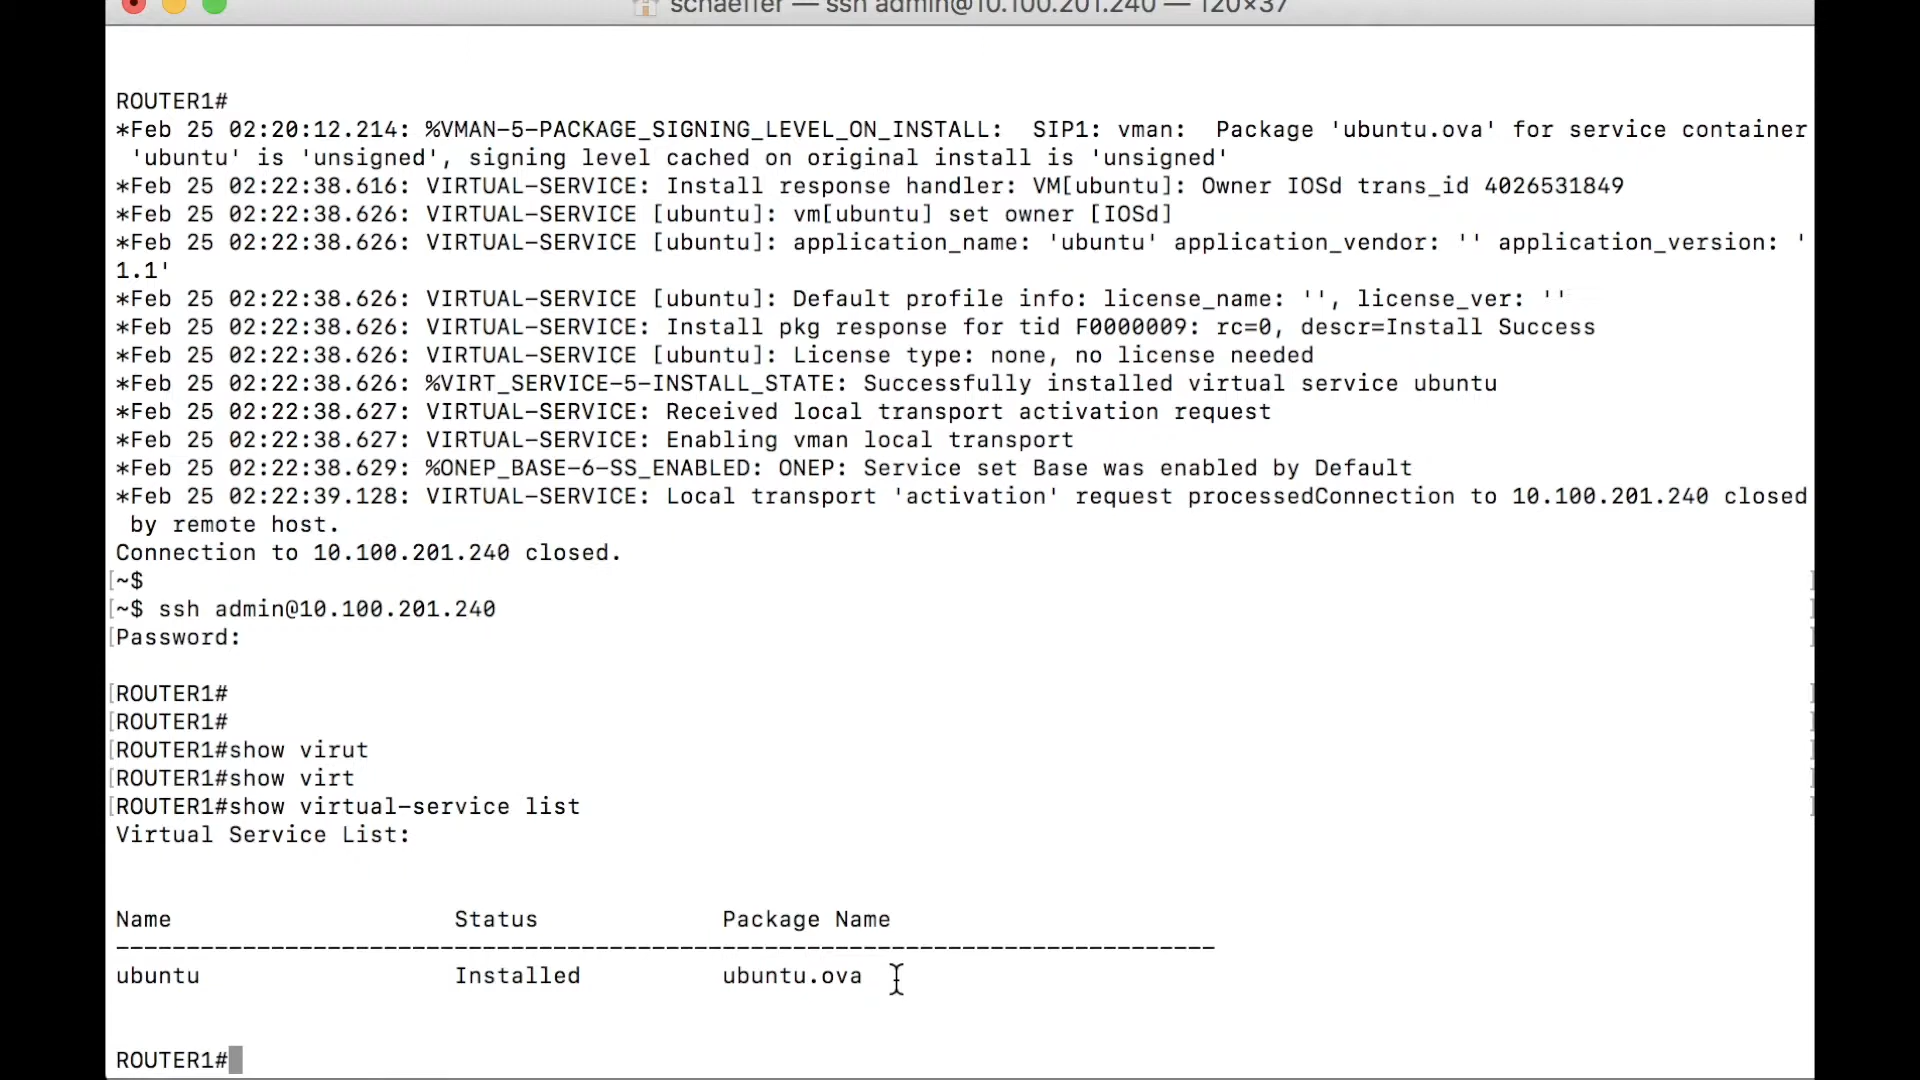 schaeffer — ssh admin@10.100.201.240 — 120×37
ROUTER1#
*Feb 25 02:20:12.214: %VMAN-5-PACKAGE_SIGNING_LEVEL_ON_INSTALL:  SIP1: vman:  Package 'ubuntu.ova' for service container
 'ubuntu' is 'unsigned', signing level cached on original install is 'unsigned'
*Feb 25 02:22:38.616: VIRTUAL-SERVICE: Install response handler: VM[ubuntu]: Owner IOSd trans_id 4026531849
*Feb 25 02:22:38.626: VIRTUAL-SERVICE [ubuntu]: vm[ubuntu] set owner [IOSd]
*Feb 25 02:22:38.626: VIRTUAL-SERVICE [ubuntu]: application_name: 'ubuntu' application_vendor: '' application_version: '
1.1'
*Feb 25 02:22:38.626: VIRTUAL-SERVICE [ubuntu]: Default profile info: license_name: '', license_ver: ''
*Feb 25 02:22:38.626: VIRTUAL-SERVICE: Install pkg response for tid F0000009: rc=0, descr=Install Success
*Feb 25 02:22:38.626: VIRTUAL-SERVICE [ubuntu]: License type: none, no license needed
*Feb 25 02:22:38.626: %VIRT_SERVICE-5-INSTALL_STATE: Successfully installed virtual service ubuntu
*Feb 25 02:22:38.627: VIRTUAL-SERVICE: Received local transport activation request
*Feb 25 02:22:38.627: VIRTUAL-SERVICE: Enabling vman local transport
*Feb 25 02:22:38.629: %ONEP_BASE-6-SS_ENABLED: ONEP: Service set Base was enabled by Default
*Feb 25 02:22:39.128: VIRTUAL-SERVICE: Local transport 'activation' request processedConnection to 10.100.201.240 closed
 by remote host.
Connection to 10.100.201.240 closed.
[~$ ]
[~$ ssh admin@10.100.201.240 ]
[Password: ]
[ROUTER1# ]
[ROUTER1# ]
[ROUTER1#show virut ]
[ROUTER1#show virt ]
[ROUTER1#show virtual-service list ]
Virtual Service List:
Name Status Package Name
------------------------------------------------------------------------------
ubuntu Installed ubuntu.ova
ROUTER1#